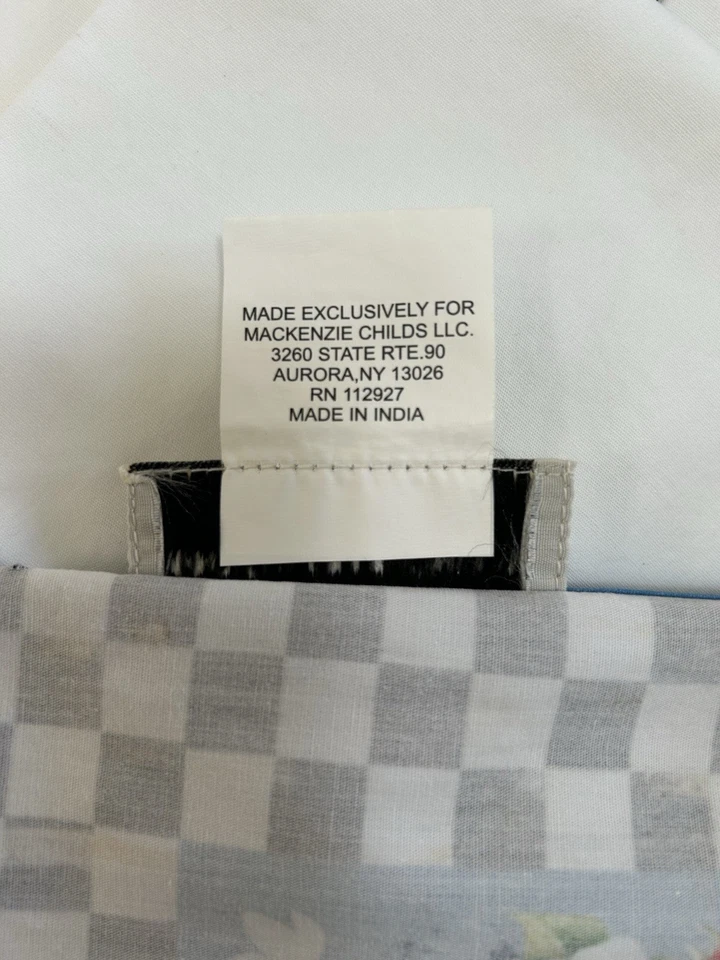 MADE EXCLUSIVELY FOR
MACKENZIE CHILDS LLC.
3260 STATE RTE.90
AURORA,NY 13026
RN 112927
MADE IN INDIA